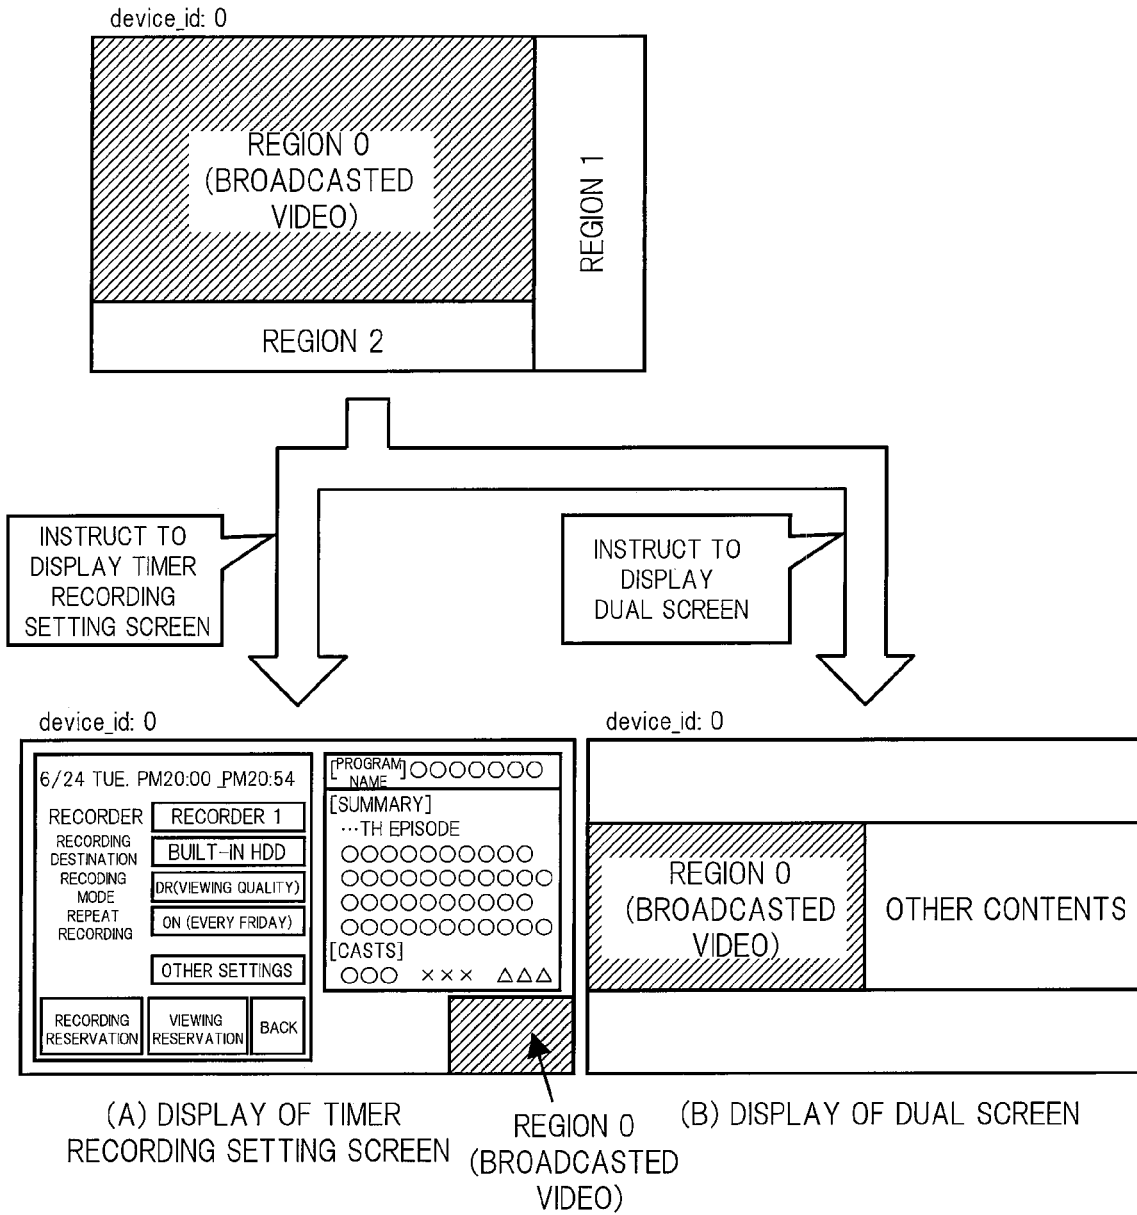 device_id: 0
REGION 0
(BROADCASTED
VIDEO)
REGION 1
REGION 2
INSTRUCT TO
DISPLAY TIMER
RECORDING
SETTING SCREEN
INSTRUCT TO
DISPLAY
DUAL SCREEN
device_id: 0
6/24 TUE. PM20:00 _PM20:54
RECORDER
RECORDER 1
RECORDING
DESTINATION
BUILT-IN HDD
RECODING
MODE
DR(VIEWING QUALITY)
REPEAT
RECORDING
ON (EVERY FRIDAY)
OTHER SETTINGS
RECORDING
RESERVATION
VIEWING
RESERVATION
BACK
[PROGRAM
NAME] ○○○○○○○
[SUMMARY]
…TH EPISODE
○○○○○○○○○○
○○○○○○○○○○○
○○○○○○○○○○
○○○○○○○○○○○
[CASTS]
○○○ ××× △△△
device_id: 0
REGION 0
(BROADCASTED
VIDEO)
OTHER CONTENTS
(A) DISPLAY OF TIMER
RECORDING SETTING SCREEN
REGION 0
(BROADCASTED
VIDEO)
(B) DISPLAY OF DUAL SCREEN